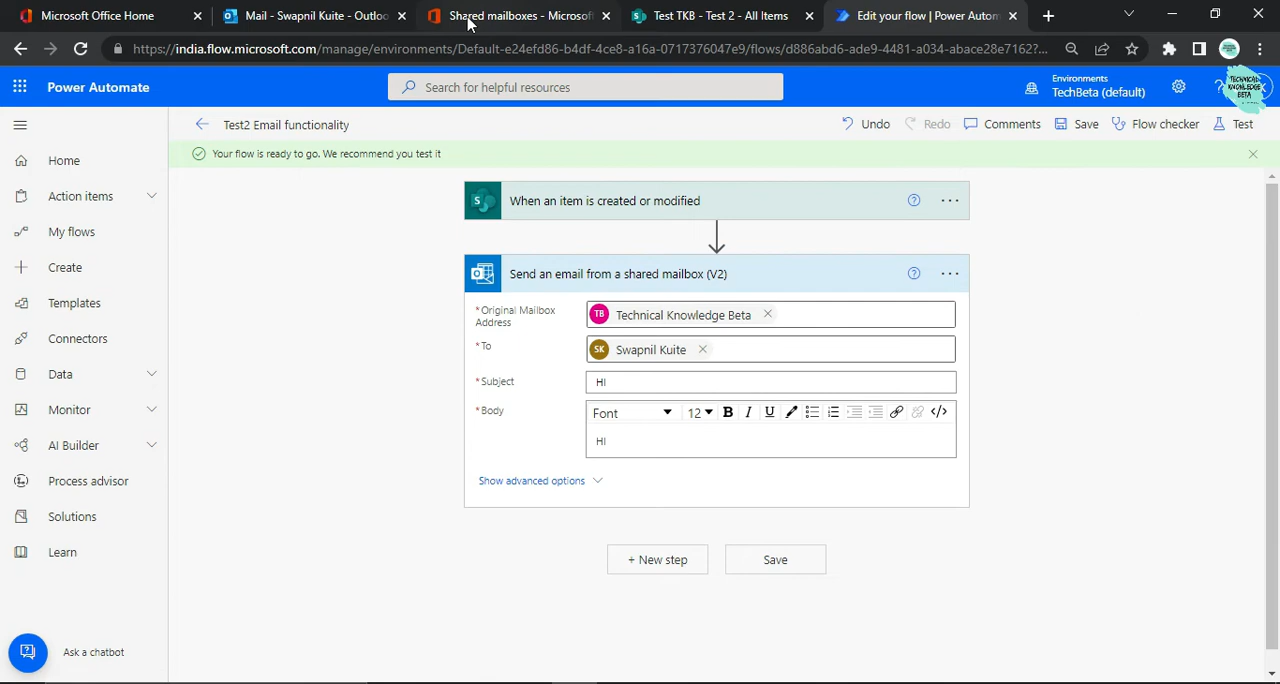 Microsoft Office Home
Mail - Swapnil Kuite - Outloo
Shared mailboxes - Microsof
Test TKB - Test 2 - All Items
Edit your flow | Power Autom
https://india.flow.microsoft.com/manage/environments/Default-e24efd86-b4df-4ce8-a16a-0717376047e9/flows/d886abd6-ade9-4481-a034-abace28e7162?...
Power Automate
Search for helpful resources
Environments
TechBeta (default)
TECHNICAL
KNOWLEDGE
BETA
Test2 Email functionality
Undo
Redo
Comments
Save
Flow checker
Test
Your flow is ready to go. We recommend you test it
Home
Action items
My flows
Create
Templates
Connectors
Data
Monitor
AI Builder
Process advisor
Solutions
Learn
Ask a chatbot
When an item is created or modified
Send an email from a shared mailbox (V2)
* Original Mailbox
Address
TB Technical Knowledge Beta
* To
SK Swapnil Kuite
* Subject
HI
* Body
Font
12
B I U
HI
Show advanced options
+ New step
Save